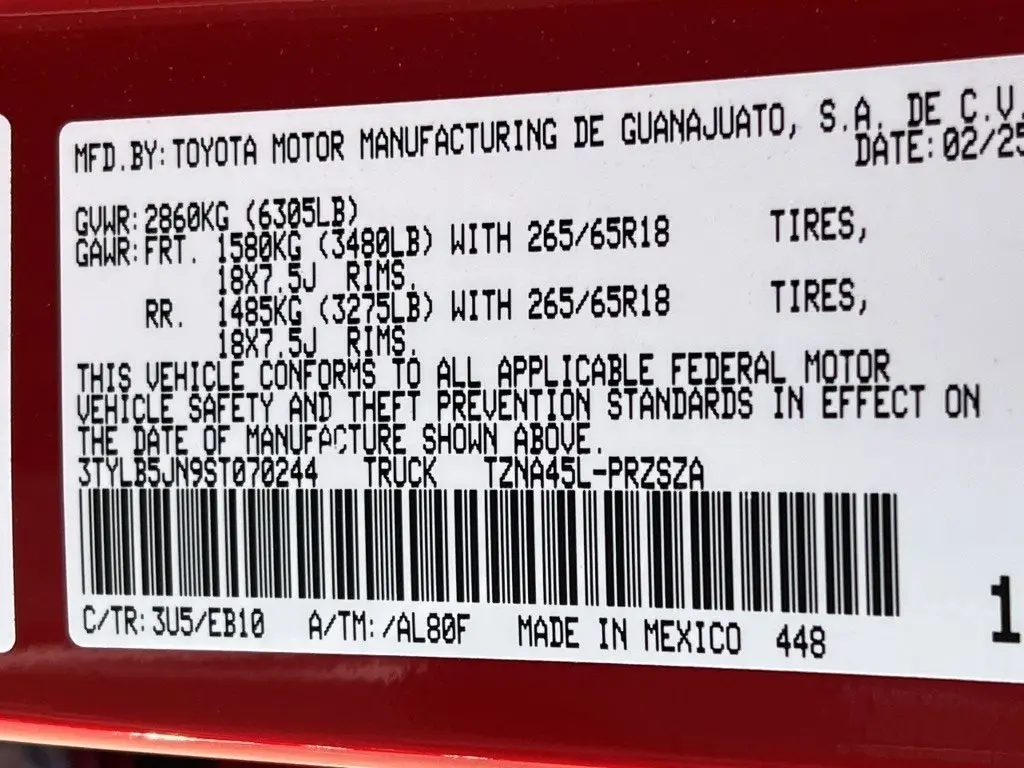 MFD.BY: TOYOTA MOTOR MANUFACTURING DE GUANAJUATO, S.A. DE C.V.
DATE: 02/25
GVWR: 2860KG (6305LB)
GAWR: FRT. 1580KG (3480LB) WITH 265/65R18 TIRES,
18X7.5J RIMS.
RR. 1485KG (3275LB) WITH 265/65R18 TIRES,
18X7.5J RIMS.
THIS VEHICLE CONFORMS TO ALL APPLICABLE FEDERAL MOTOR
VEHICLE SAFETY AND THEFT PREVENTION STANDARDS IN EFFECT ON
THE DATE OF MANUFACTURE SHOWN ABOVE.
3TYLB5JN9ST070244 TRUCK TZNA45L-PRZSZA
C/TR: 3U5/EB10 A/TM: /AL80F MADE IN MEXICO 448
1